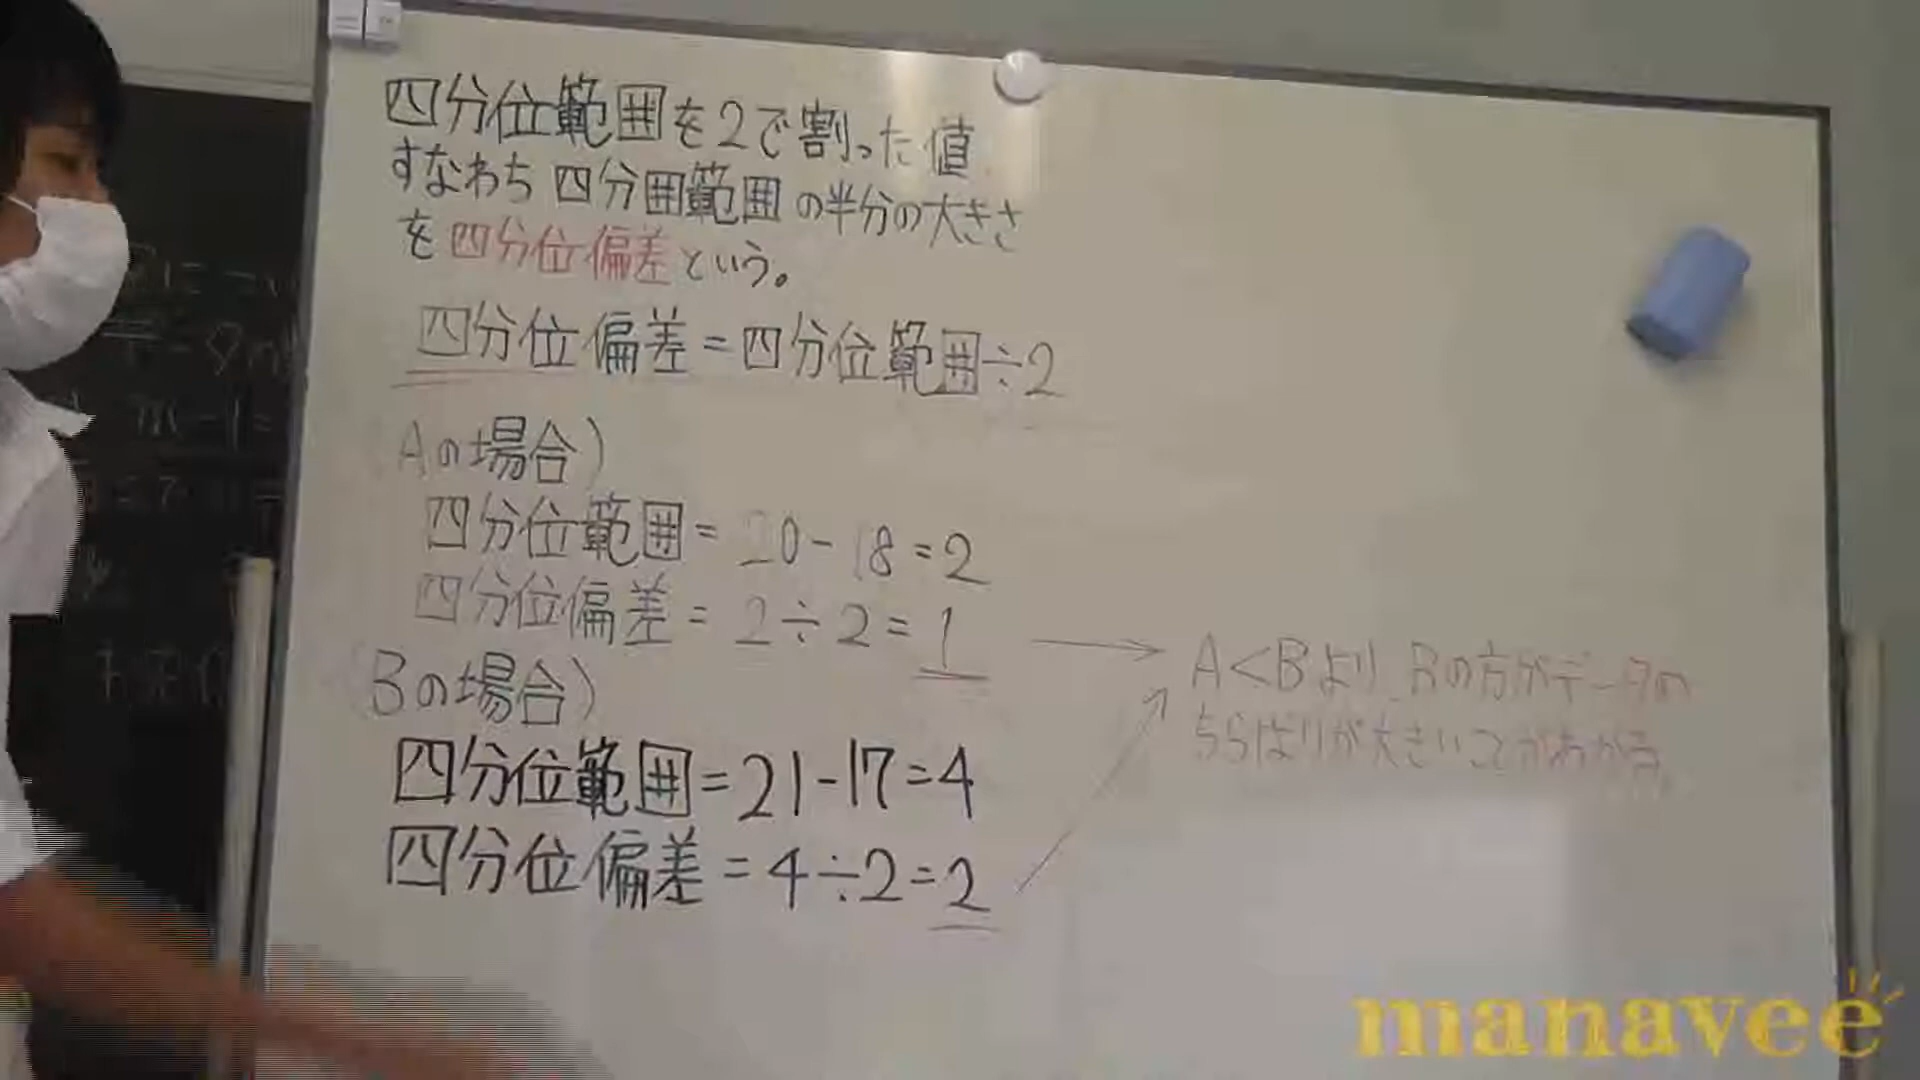 四分位範囲を2で割った値
すなわち 四分囲範囲の半分の大きさ
を四分位偏差という。
四分位偏差=四分位範囲÷2
(Aの場合)
四分位範囲= 20-18=2
四分位偏差= 2÷2=1
(Bの場合)
四分位範囲=21-17=4
四分位偏差=4÷2=2
A<Bより Bの方がデータの
ちらばりが大きいことがわかる。
manavee